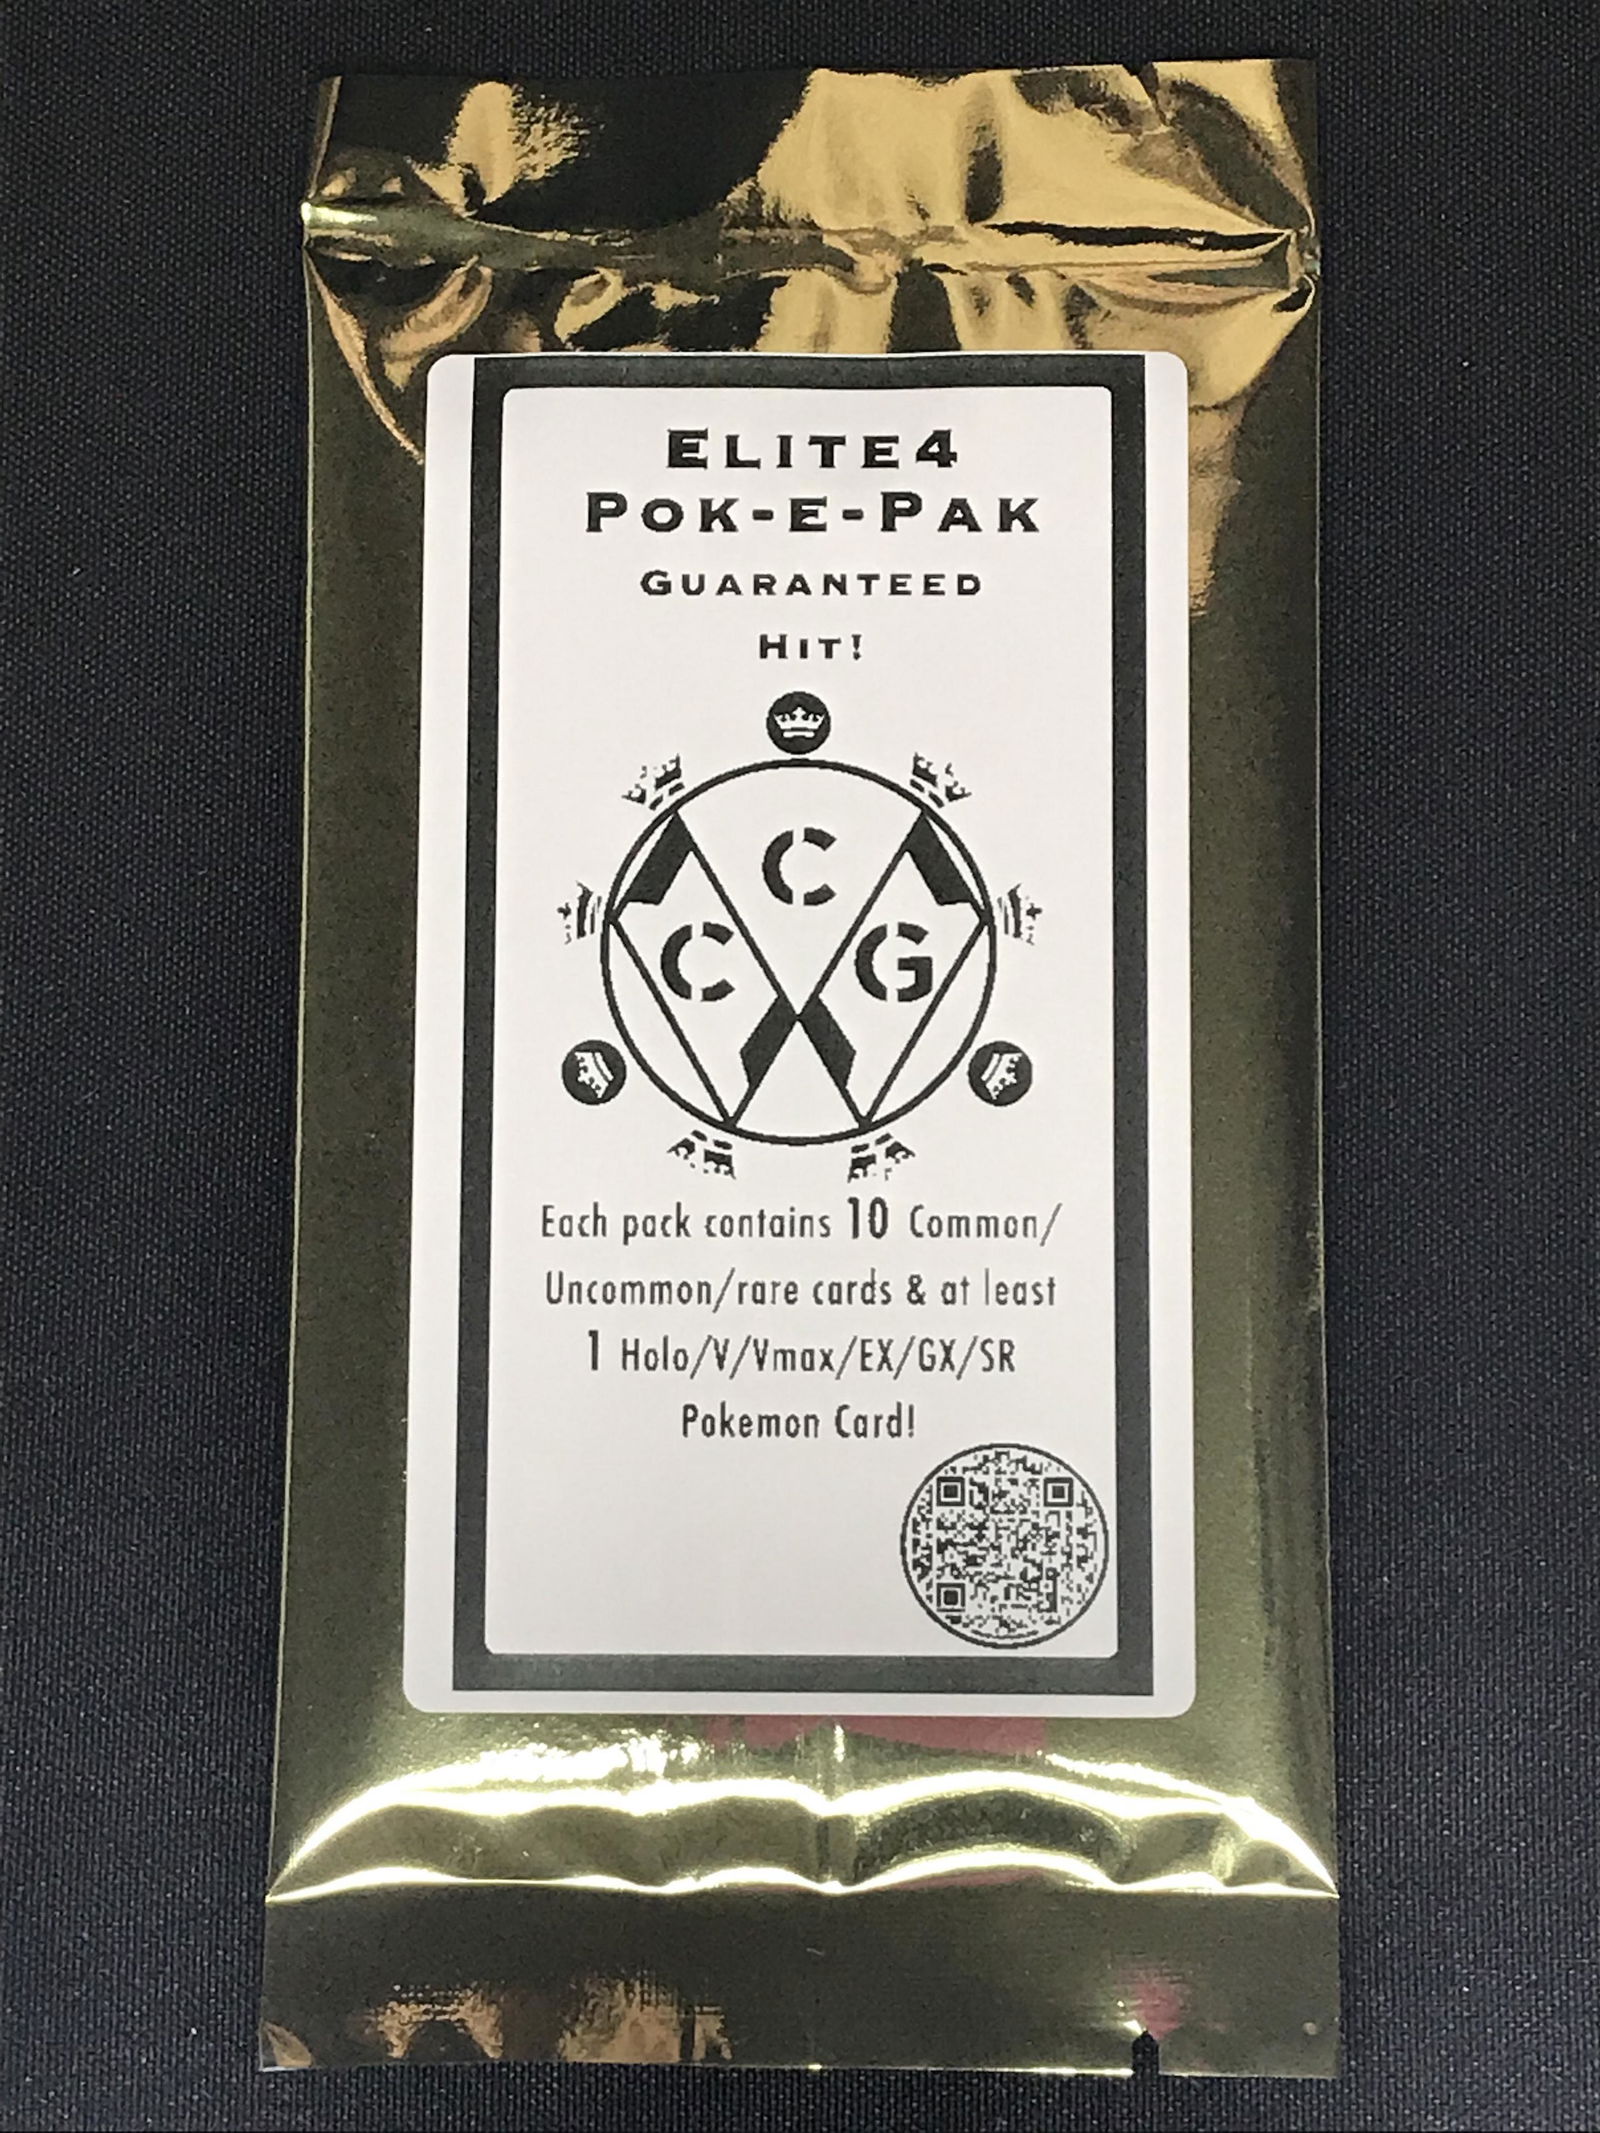 Elite4
Pok-e-Pak
Guaranteed
Hit!
C
C G
Each pack contains 10 Common/
Uncommon/rare cards & at least
1 Holo/V/Vmax/EX/GX/SR
Pokemon Card!